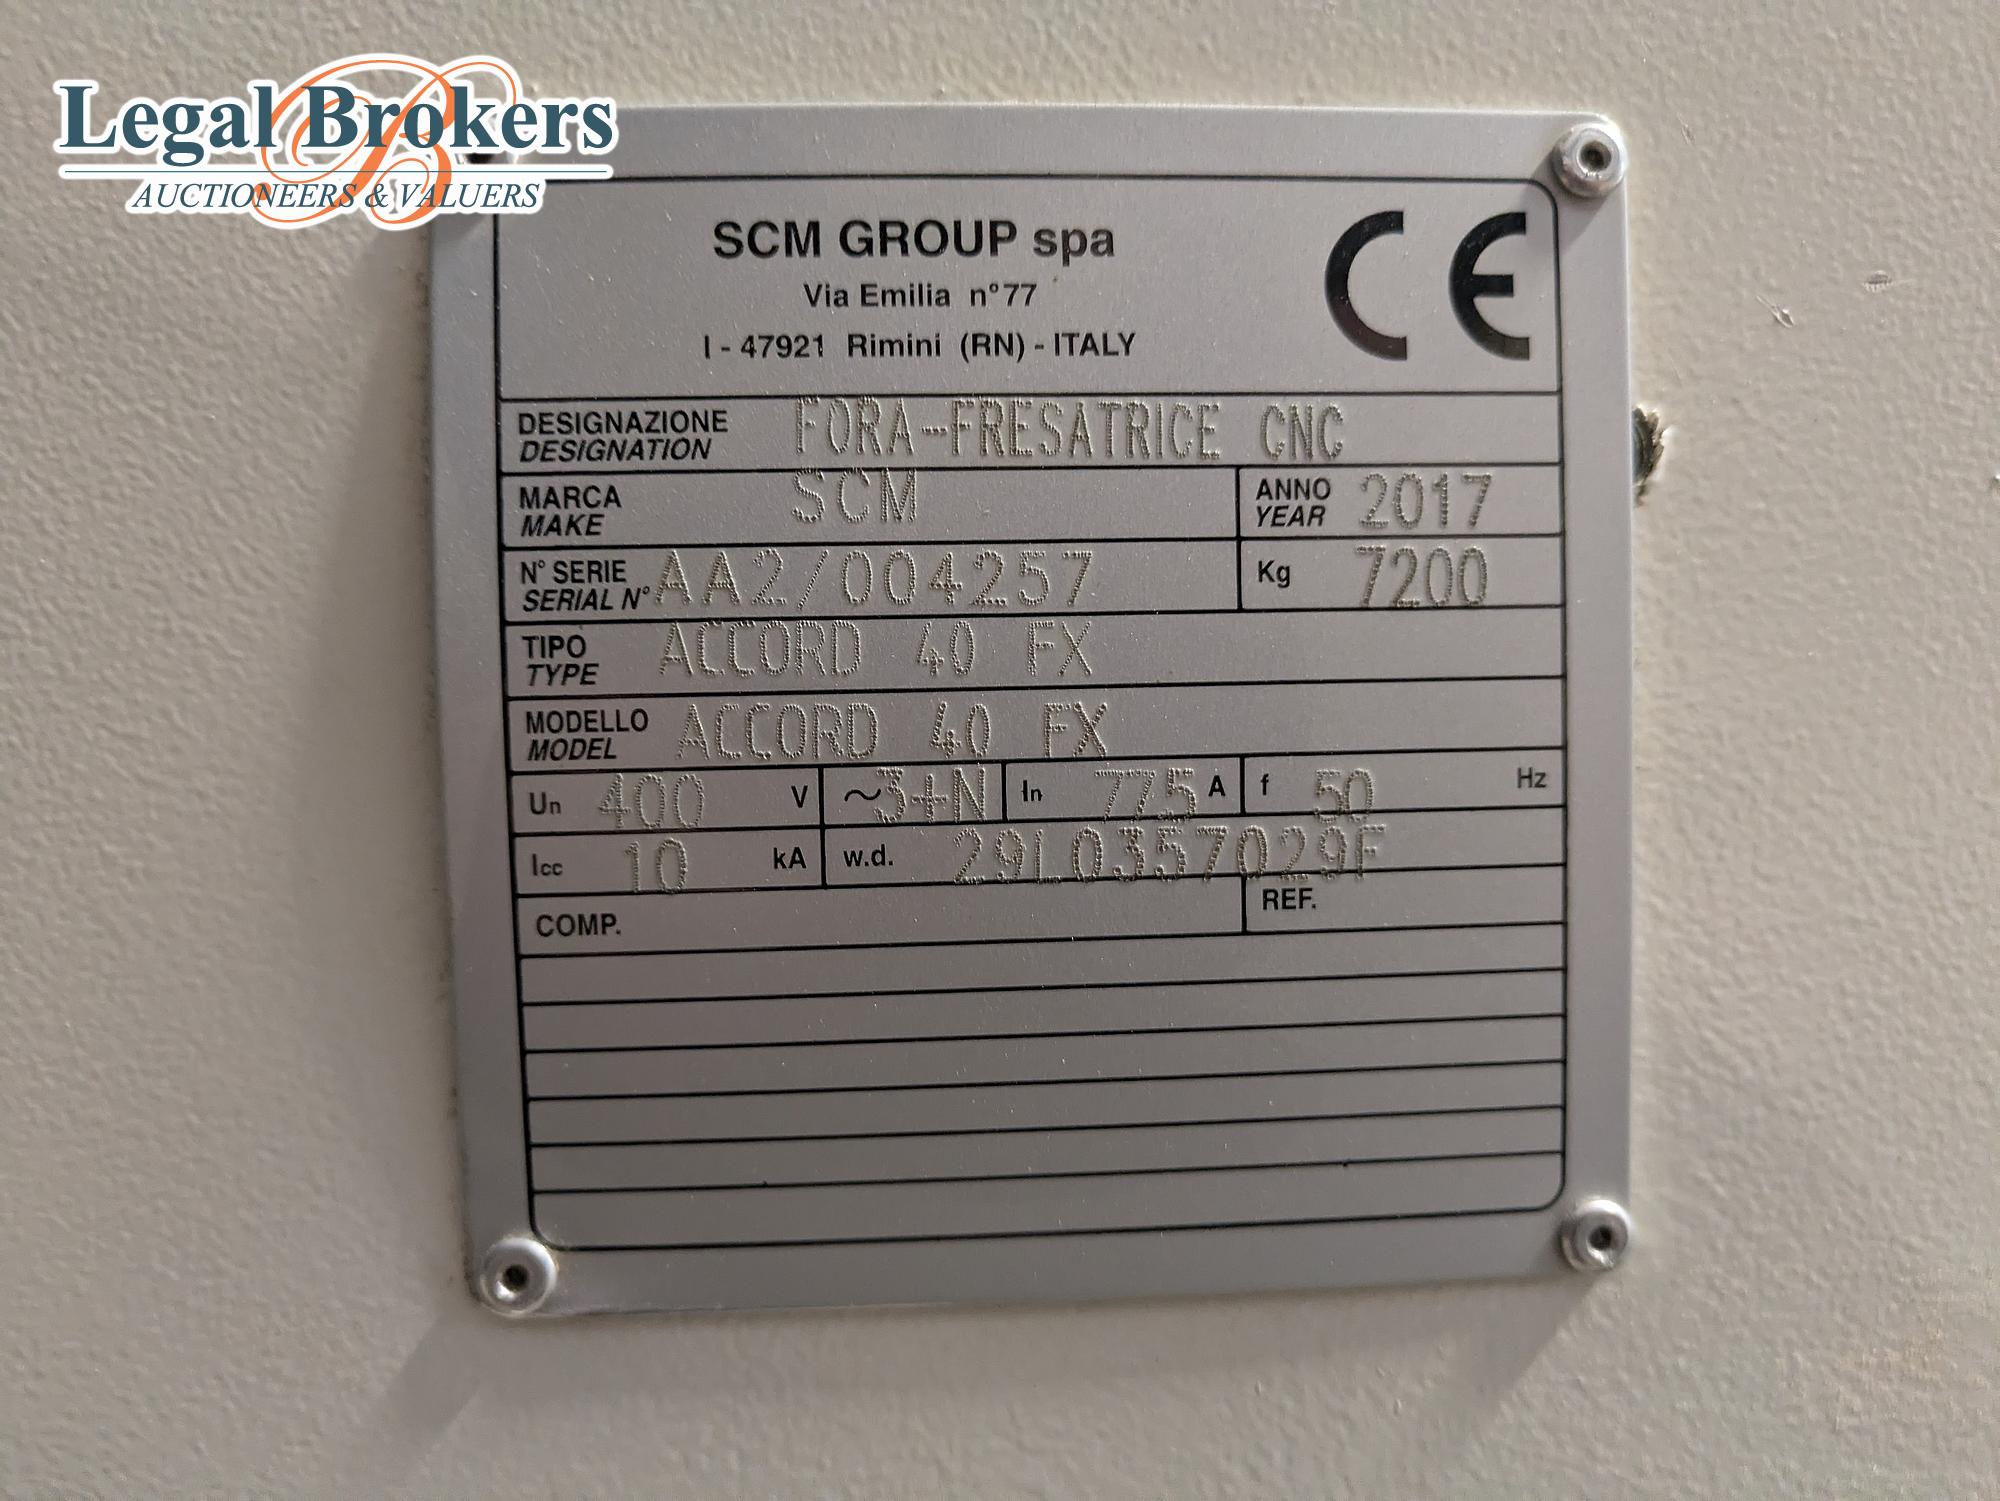 Legal Brokers
AUCTIONEERS & VALUERS
SCM GROUP spa
Via Emilia n°77
I - 47921 Rimini (RN) - ITALY
CE
DESIGNAZIONE
DESIGNATION
FORA-FRESATRICE CNC
MARCA
MAKE
SCM
ANNO
YEAR
2017
N° SERIE
SERIAL N°
AA2/004257
Kg 7200
TIPO
TYPE
ACCORD 40 FX
MODELLO
MODEL
ACCORD 40 FX
Un 400 V ~3+N In 77.5 A f 50 Hz
Icc 10 kA w.d. 29L0357029F
COMP.
REF.